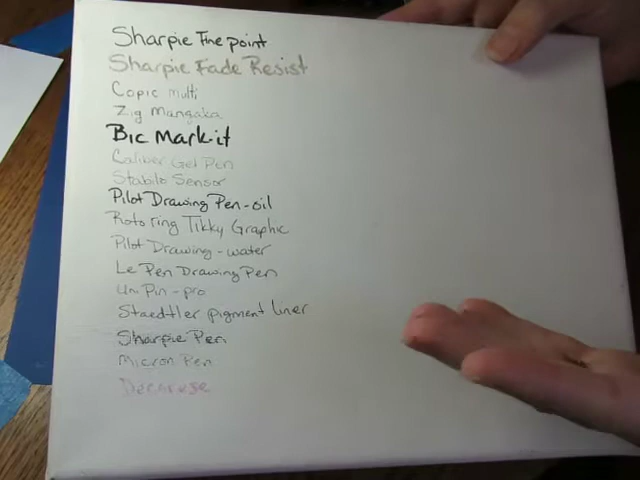 Sharpie Fine point
Sharpie Fade Resist
Copic multi
Zig Mangaka
Bic Mark-it
Caliber Gel Pen
Stabilo Sensor
Pilot Drawing Pen - oil
Rotoring Tikky Graphic
Pilot Drawing - water
Le Pen Drawing Pen
Uni Pin - pro
Staedtler pigment liner
Sharpie Pen
Micron Pen